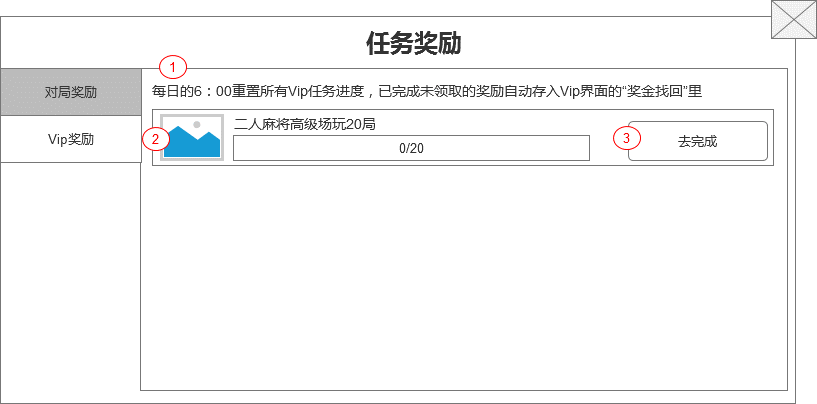 任务奖励
1
对局奖励
每日的6：00重置所有Vip任务进度，已完成未领取的奖励自动存入Vip界面的“奖金找回”里
Vip奖励
2
二人麻将高级场玩20局
0/20
3
去完成